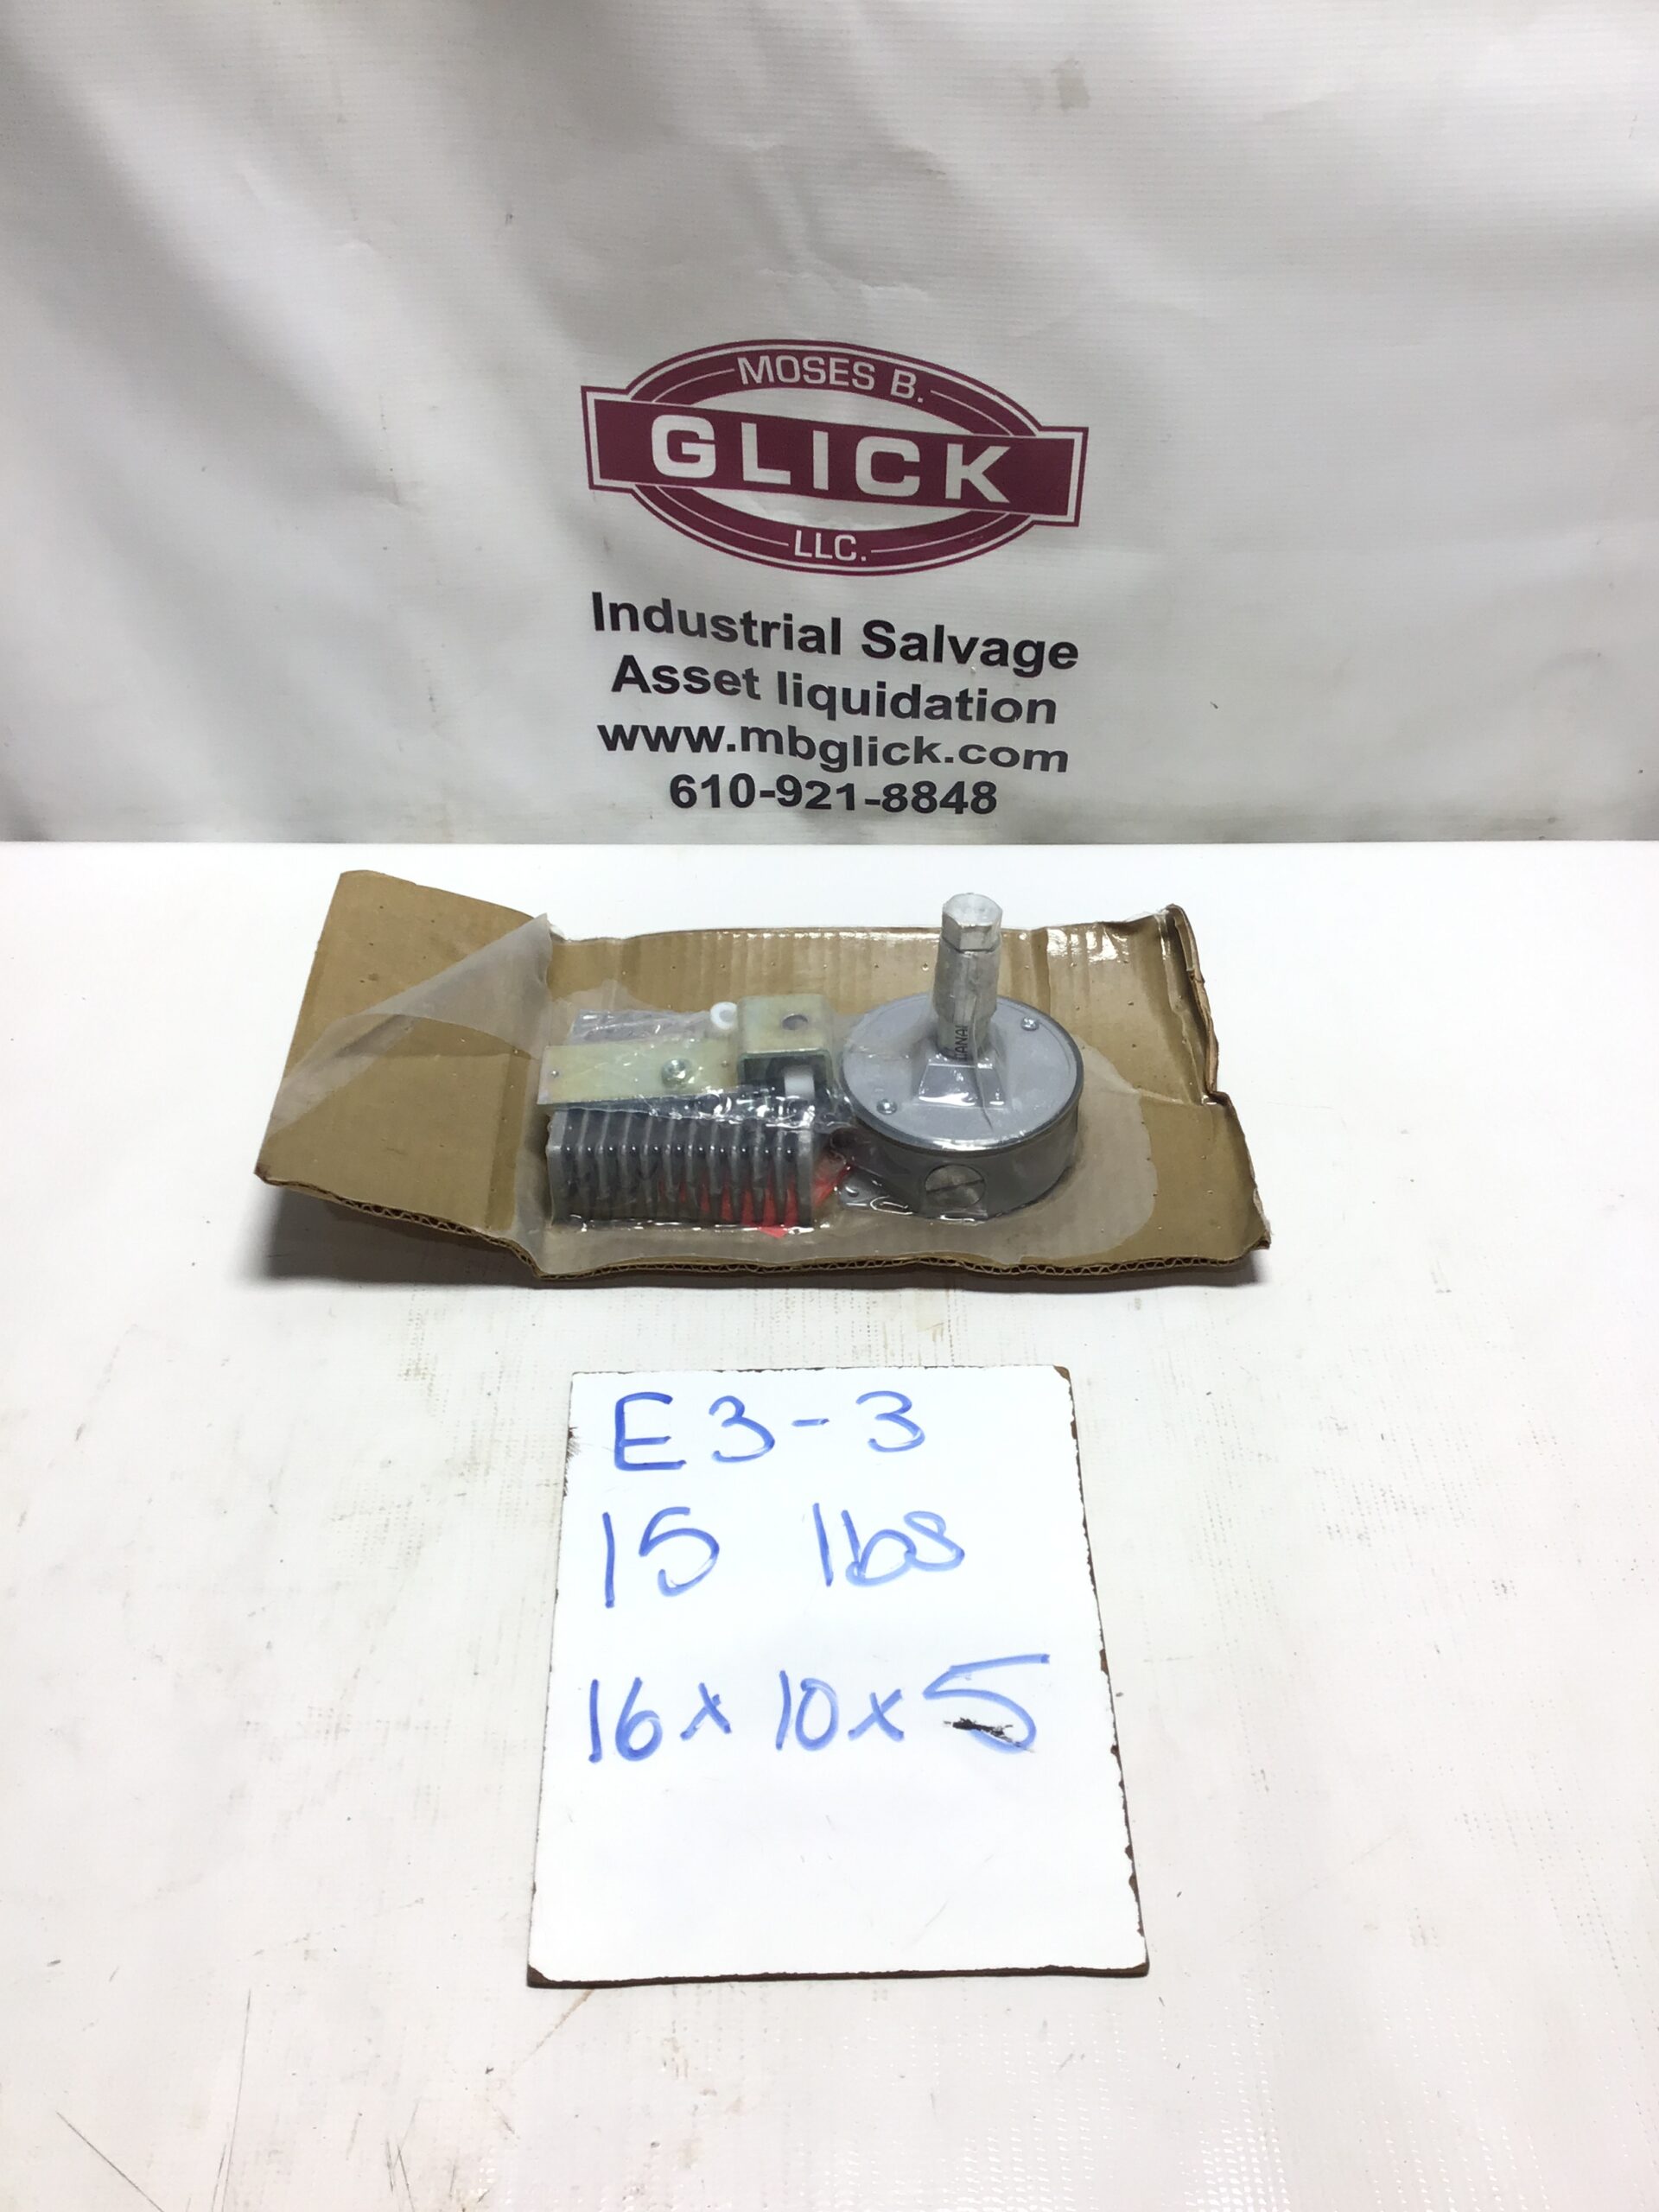 MOSES B.
GLICK
LLC.
Industrial Salvage
Asset liquidation
www.mbglick.com
610-921-8848
E3-3
15 lbs
16x10x5